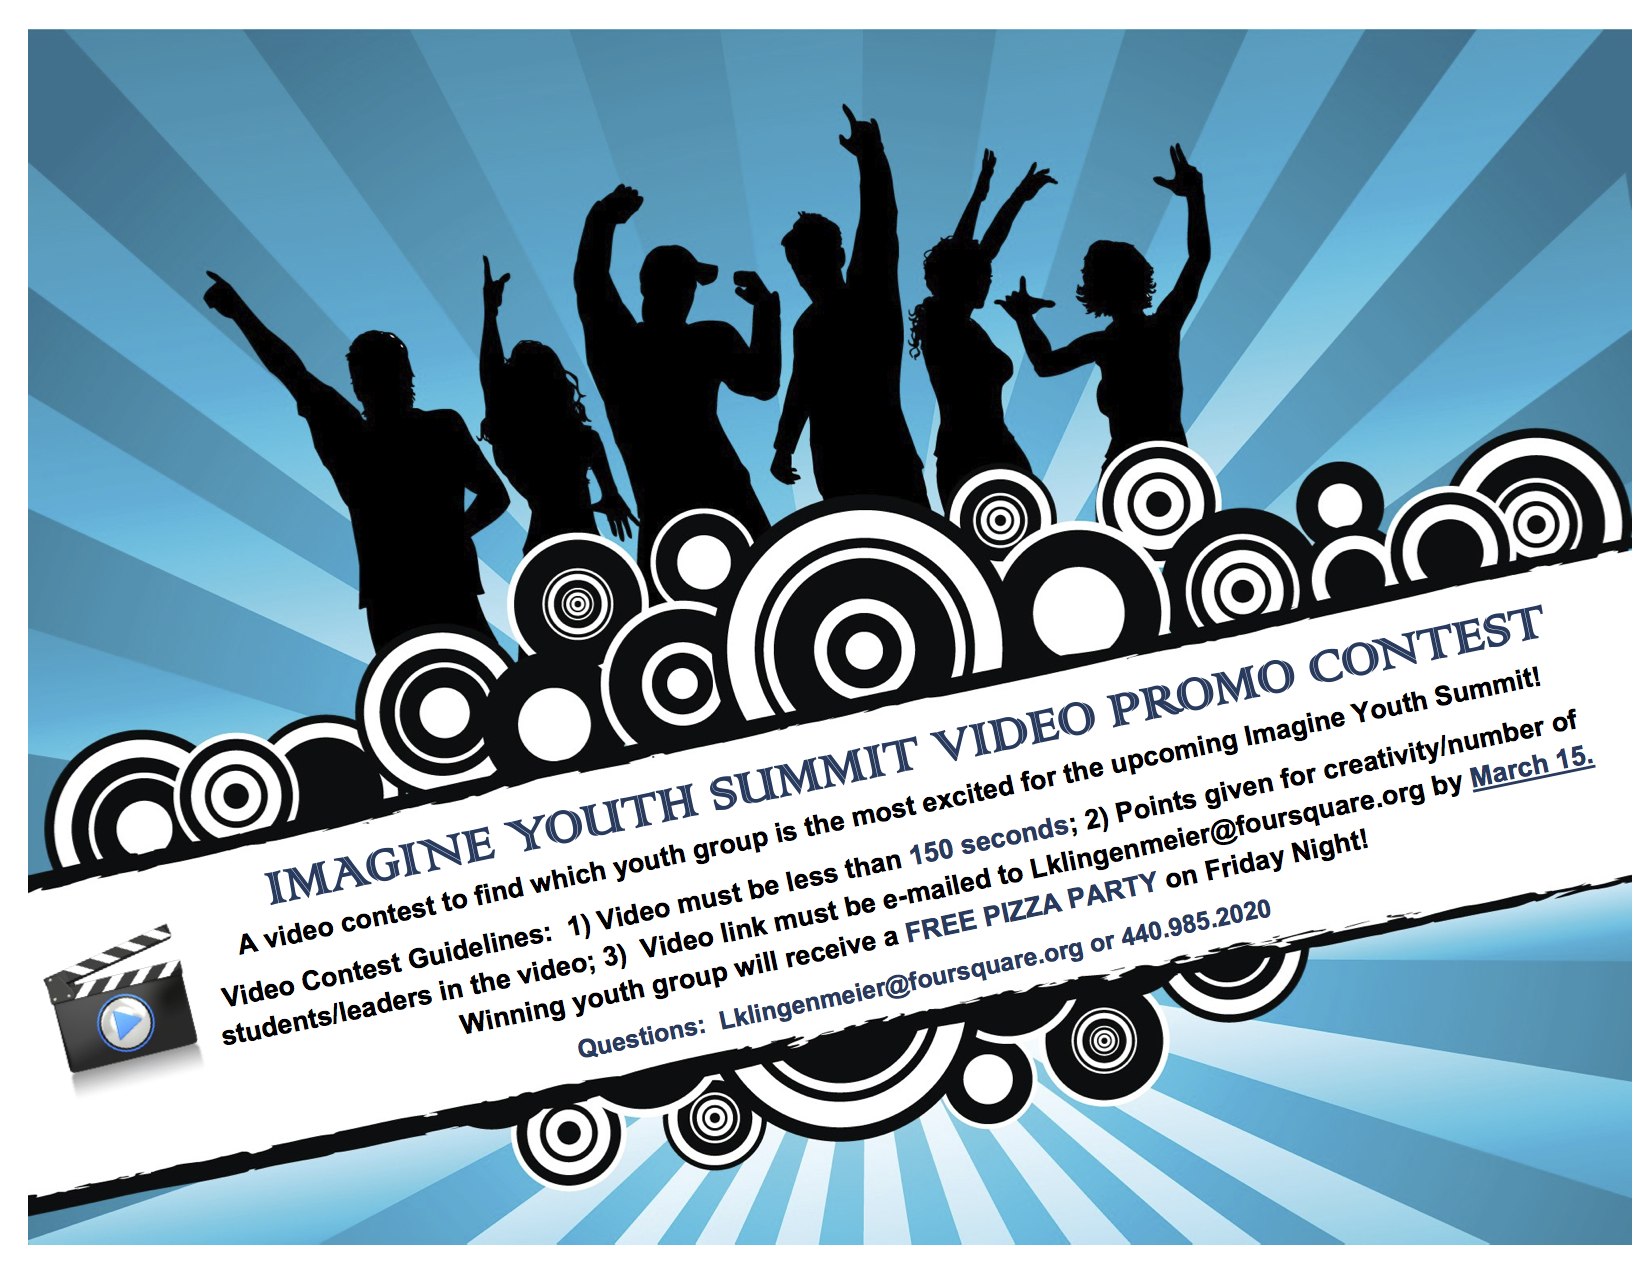 IMAGINE YOUTH SUMMIT VIDEO PROMO CONTEST
A video contest to find which youth group is the most excited for the upcoming Imagine Youth Summit!
Video Contest Guidelines:  1) Video must be less than 150 seconds; 2) Points given for creativity/number of
students/leaders in the video; 3)  Video link must be e-mailed to Lklingenmeier@foursquare.org by March 15.
Winning youth group will receive a FREE PIZZA PARTY on Friday Night!
Questions:  Lklingenmeier@foursquare.org or 440.985.2020